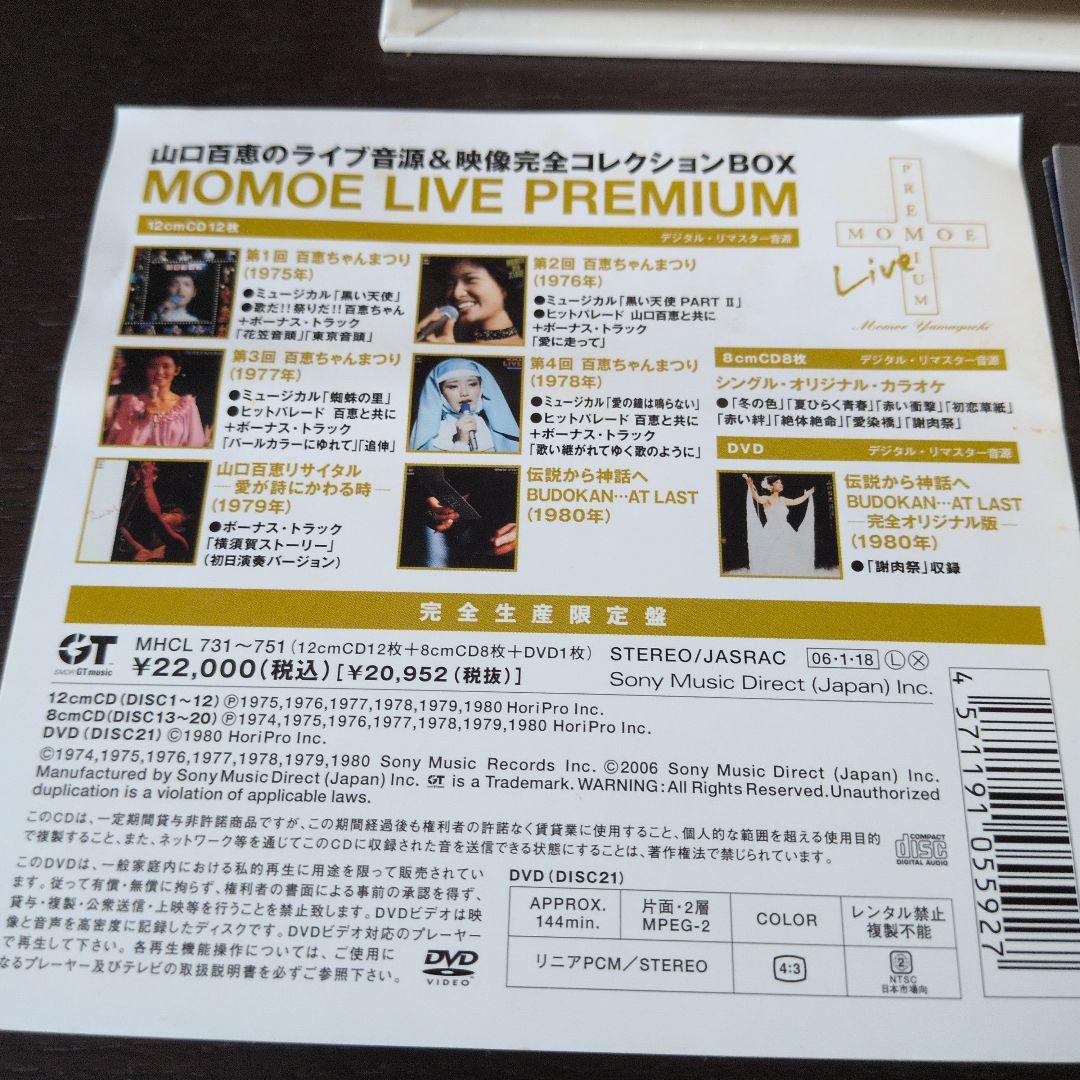 山口百恵のライブ音源&映像完全コレクションBOX
MOMOE LIVE PREMIUM
12cmCD12枚
デジタル・リマスター音源
PREMIUM
MOMOE
Live
Momoe Yamaguchi
第1回 百恵ちゃんまつり
(1975年)
●ミュージカル「黒い天使」
●歌だ!!祭りだ!!百恵ちゃん
+ボーナス・トラック
「花笠音頭」「東京音頭」
第2回 百恵ちゃんまつり
(1976年)
●ミュージカル「黒い天使 PART II」
●ヒットパレード 山口百恵と共に
+ボーナス・トラック
「愛に走って」
第3回 百恵ちゃんまつり
(1977年)
●ミュージカル「蜘蛛の里」
●ヒットパレード 百恵と共に
+ボーナス・トラック
「パールカラーにゆれて」「追伸」
第4回 百恵ちゃんまつり
(1978年)
●ミュージカル「愛の鐘は鳴らない」
●ヒットパレード 百恵と共に
+ボーナス・トラック
「歌い継がれてゆく歌のように」
山口百恵リサイタル
―愛が詩にかわる時―
(1979年)
●ボーナス・トラック
「横須賀ストーリー」
(初日演奏バージョン)
伝説から神話へ
BUDOKAN…AT LAST
(1980年)
8cmCD8枚
デジタル・リマスター音源
シングル・オリジナル・カラオケ
●「冬の色」「夏ひらく青春」「赤い衝撃」「初恋草紙」
「赤い絆」「絶体絶命」「愛染橋」「謝肉祭」
DVD
デジタル・リマスター音源
伝説から神話へ
BUDOKAN…AT LAST
―完全オリジナル版―
(1980年)
●「謝肉祭」収録
完全生産限定盤
GT
SMDR GT music
MHCL 731~751(12cmCD12枚+8cmCD8枚+DVD1枚)
¥22,000(税込)[¥20,952(税抜)]
STEREO/JASRAC
06・1・18 Ⓛ Ⓧ
Sony Music Direct (Japan) Inc.
12cmCD(DISC1~12)Ⓟ1975,1976,1977,1978,1979,1980 HoriPro Inc.
8cmCD(DISC13~20)Ⓟ1974,1975,1976,1977,1978,1979,1980 HoriPro Inc.
DVD (DISC21) ©1980 HoriPro Inc.
©1974,1975,1976,1977,1978,1979,1980 Sony Music Records Inc. ©2006 Sony Music Direct (Japan) Inc.
Manufactured by Sony Music Direct (Japan) Inc. GT is a Trademark. WARNING: All Rights Reserved. Unauthorized
duplication is a violation of applicable laws.
このCDは、一定期間貸与非許諾商品ですが、この期間経過後も権利者の許諾なく賃貸業に使用すること、個人的な範囲を超える使用目的
で複製すること、また、ネットワーク等を通じてこのCDに収録された音を送信できる状態にすることは、著作権法で禁じられています。
COMPACT
disc
DIGITAL AUDIO
このDVDは、一般家庭内における私的再生に用途を限って販売されてい
ます。従って有償・無償に拘らず、権利者の書面による事前の承認を得ず、
貸与・複製・公衆送信・上映等を行うことを禁止致します。DVDビデオは映
像と音声を高密度に記録したディスクです。DVDビデオ対応のプレーヤー
で再生して下さい。各再生機能操作については、ご使用に
なるプレーヤー及びテレビの取扱説明書を必ずご参照下さい。
DVD
VIDEO
DVD (DISC21)
APPROX.
144min.
片面・2層
MPEG-2
COLOR
レンタル禁止
複製不能
リニアPCM/STEREO
4:3
2
NTSC
日本市場向
4571191055927